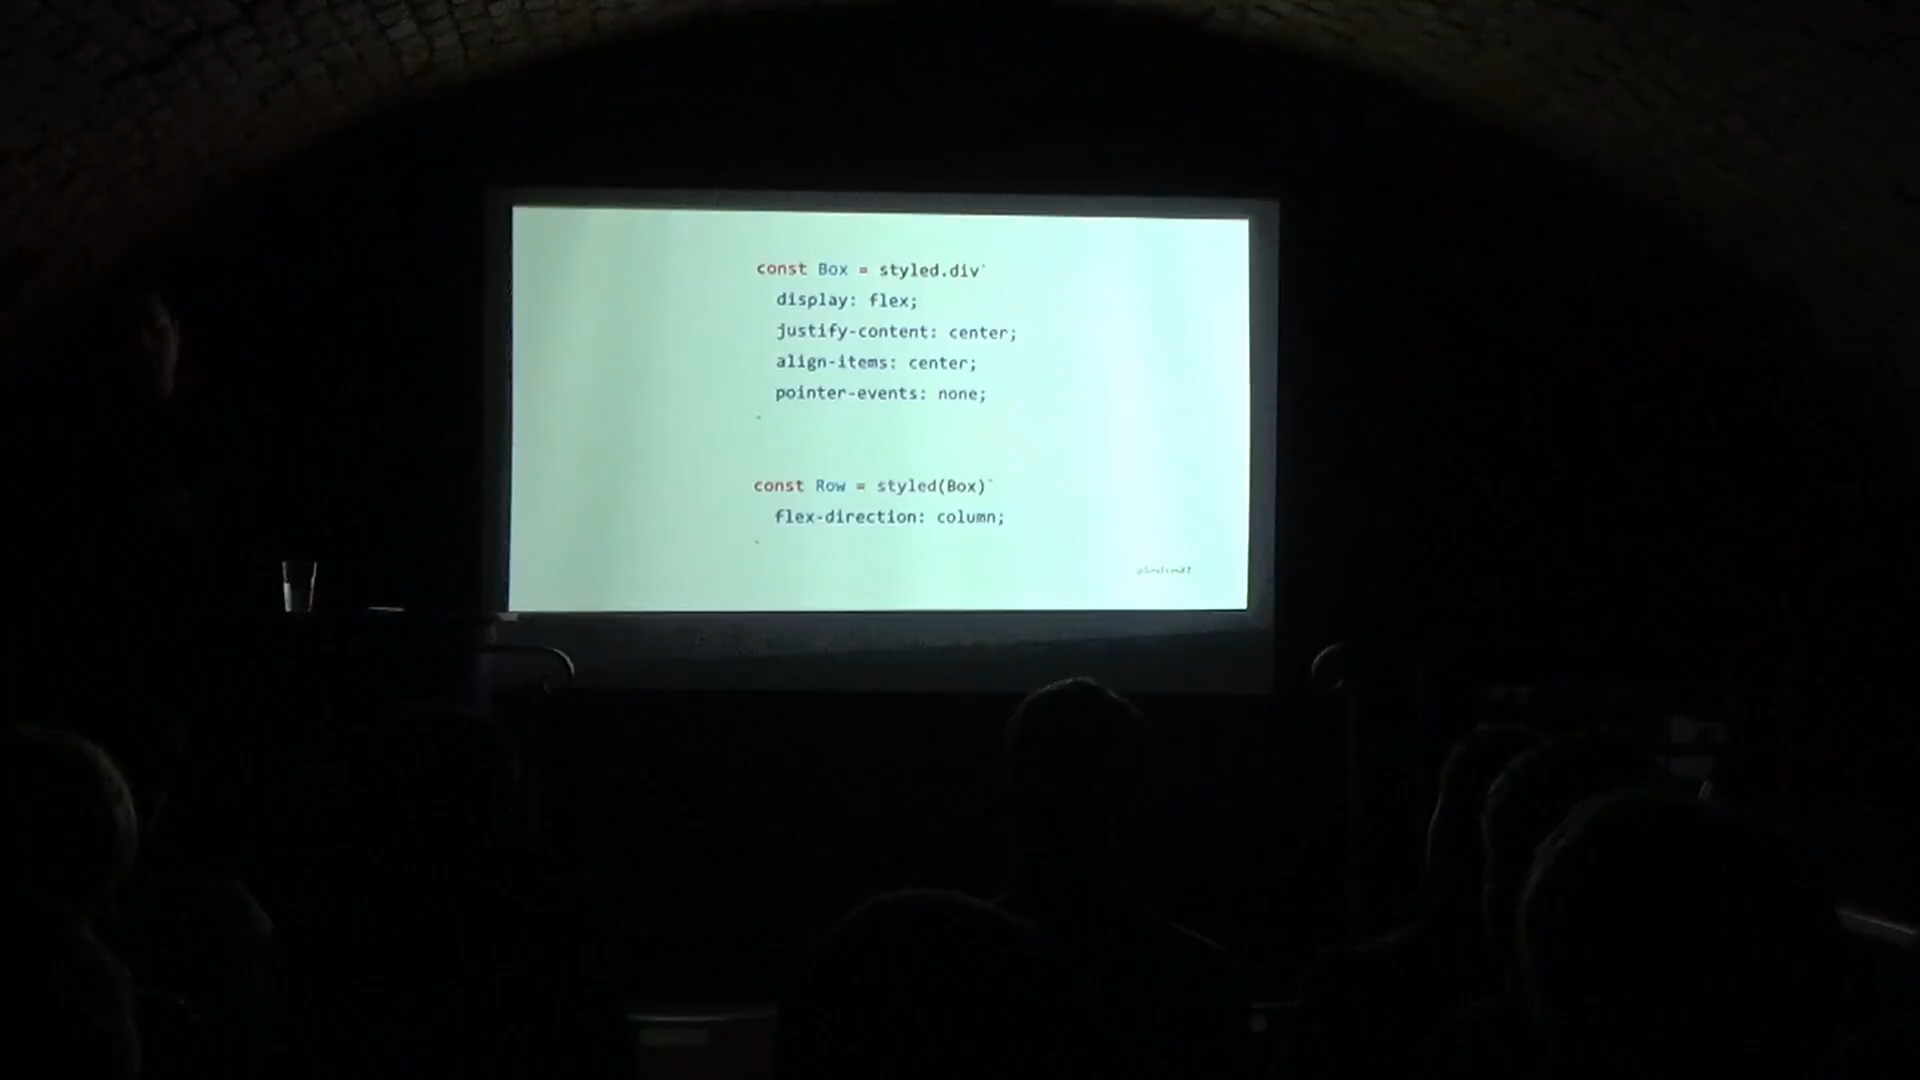 const Box = styled.div`
display: flex;
justify-content: center;
align-items: center;
pointer-events: none;
`
const Row = styled(Box)`
flex-direction: column;
`